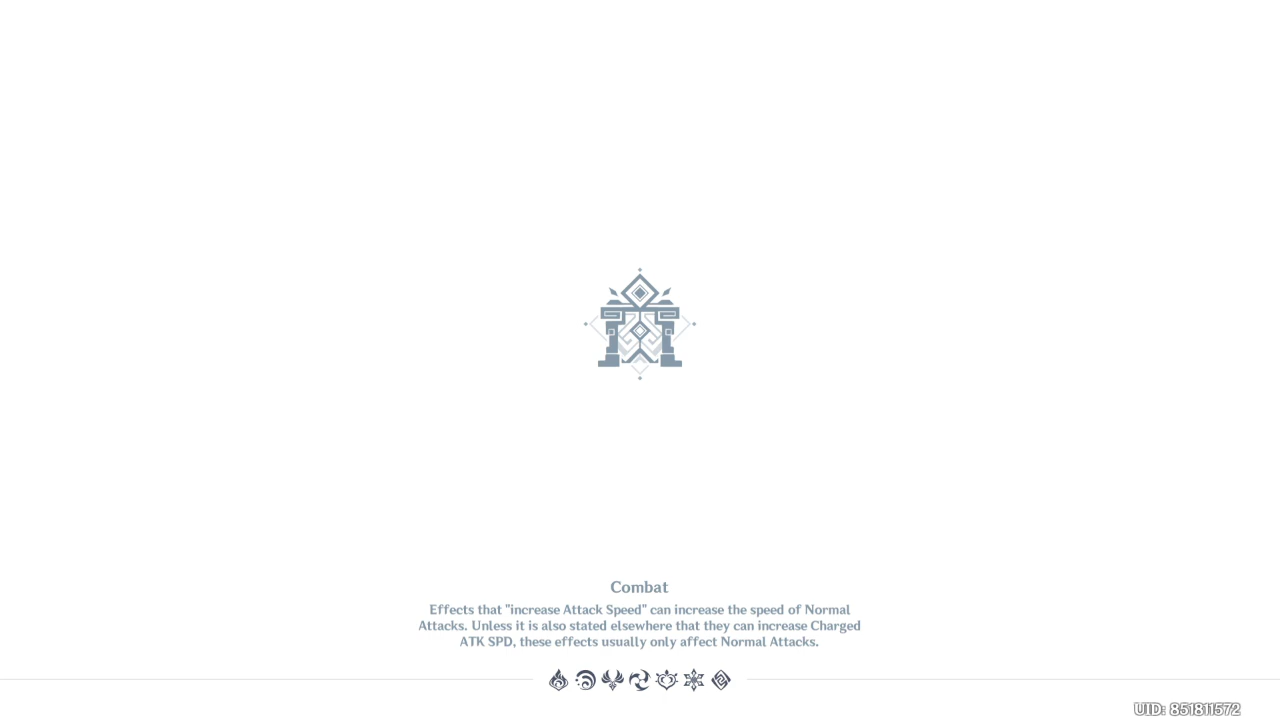 Combat
Effects that "increase Attack Speed" can increase the speed of Normal
Attacks. Unless it is also stated elsewhere that they can increase Charged
ATK SPD, these effects usually only affect Normal Attacks.
UID: 851811572